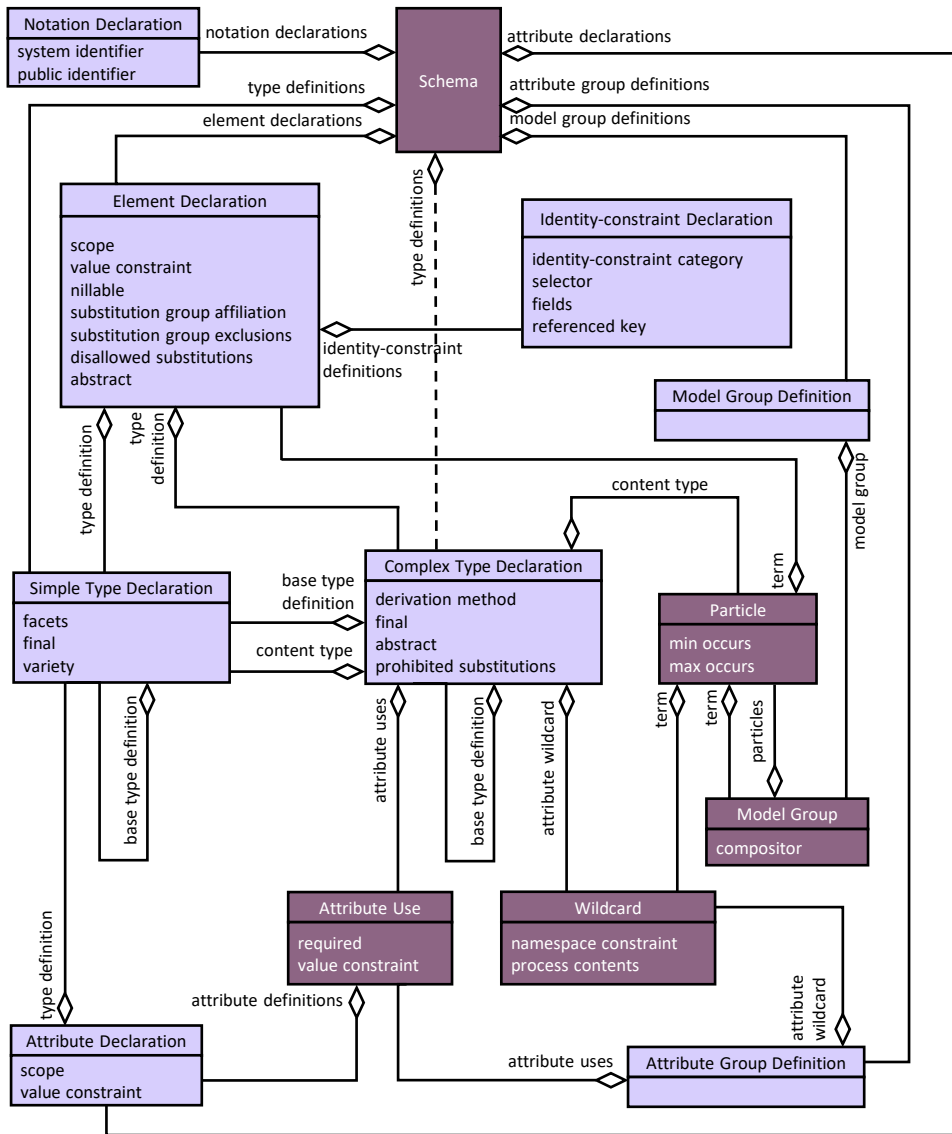 Notation Declaration
system identifier
public identifier
notation declarations
Schema
attribute declarations
type definitions
attribute group definitions
element declarations
model group definitions
type definitions
Element Declaration
scope
value constraint
nillable
substitution group affiliation
substitution group exclusions
disallowed substitutions
abstract
Identity-constraint Declaration
identity-constraint category
selector
fields
referenced key
identity-constraint
definitions
Model Group Definition
type definition
type
definition
content type
model group
term
Simple Type Declaration
facets
final
variety
base type
definition
content type
Complex Type Declaration
derivation method
final
abstract
prohibited substitutions
Particle
min occurs
max occurs
base type definition
attribute uses
base type definition
attribute wildcard
term
term
particles
Model Group
compositor
Attribute Use
required
value constraint
Wildcard
namespace constraint
process contents
type definition
attribute definitions
attribute
wildcard
Attribute Declaration
scope
value constraint
attribute uses
Attribute Group Definition